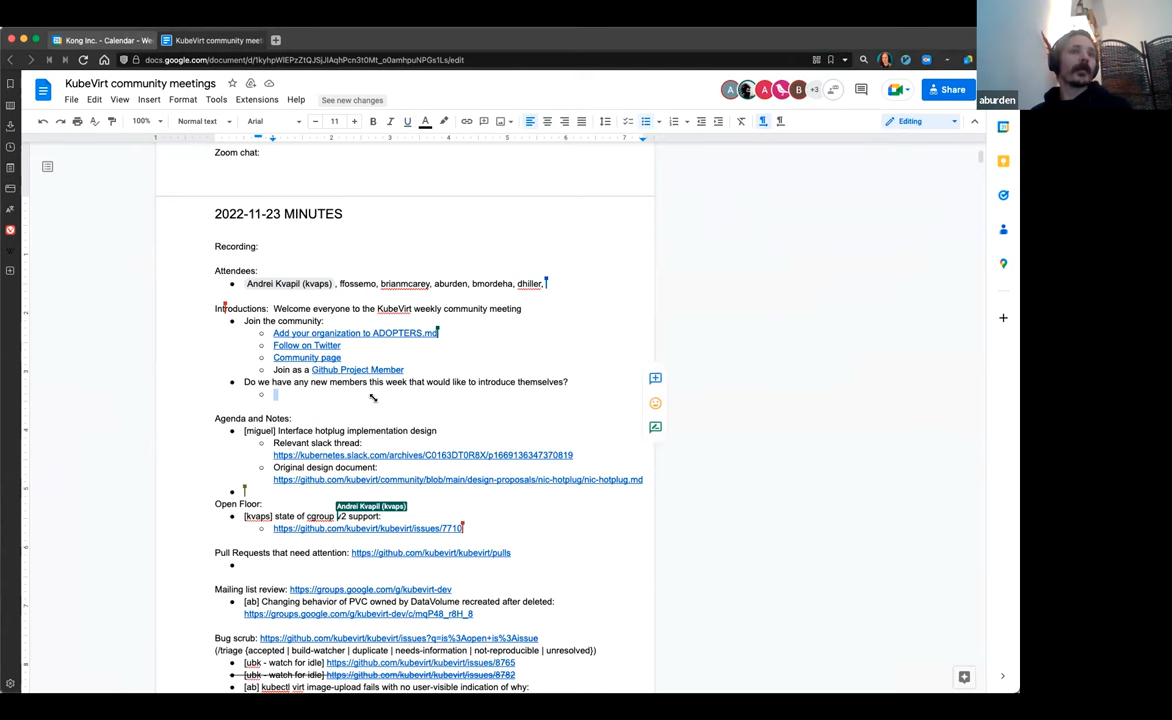 Kong Inc. - Calendar - We
KubeVirt community meet
docs.google.com/document/d/1kyhpWlEPzZtQJSjJlAqhPcn3t0Mt_o0amhpuNPGs1Ls/edit
KubeVirt community meetings
File Edit View Insert Format Tools Extensions Help See new changes
A A B +3 Share
100% Normal text Arial 11 Editing
aburden
Zoom chat:
2022-11-23 MINUTES
Recording:
Attendees:
Andrei Kvapil (kvaps) , ffossemo, brianmcarey, aburden, bmordeha, dhiller,
Introductions: Welcome everyone to the KubeVirt weekly community meeting
Join the community:
Add your organization to ADOPTERS.md
Follow on Twitter
Community page
Join as a Github Project Member
Do we have any new members this week that would like to introduce themselves?
Agenda and Notes:
[miguel] Interface hotplug implementation design
Relevant slack thread:
https://kubernetes.slack.com/archives/C0163DT0R8X/p1669136347370819
Original design document:
https://github.com/kubevirt/community/blob/main/design-proposals/nic-hotplug/nic-hotplug.md
Open Floor:
Andrei Kvapil (kvaps)
[kvaps] state of cgroup v2 support:
https://github.com/kubevirt/kubevirt/issues/7710
Pull Requests that need attention: https://github.com/kubevirt/kubevirt/pulls
Mailing list review: https://groups.google.com/g/kubevirt-dev
[ab] Changing behavior of PVC owned by DataVolume recreated after deleted:
https://groups.google.com/g/kubevirt-dev/c/mqP48_r8H_8
Bug scrub: https://github.com/kubevirt/kubevirt/issues?q=is%3Aopen+is%3Aissue
(/triage {accepted | build-watcher | duplicate | needs-information | not-reproducible | unresolved})
[ubk - watch for idle] https://github.com/kubevirt/kubevirt/issues/8765
[ubk - watch for idle] https://github.com/kubevirt/kubevirt/issues/8782
[ab] kubectl virt image-upload fails with no user-visible indication of why: